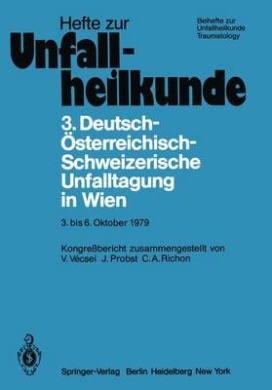 Hefte zur
Beihefte zur
Unfallheilkunde
Traumatology
Unfall-
heilkunde
3. Deutsch-
Österreichisch-
Schweizerische
Unfalltagung
in Wien
3. bis 6. Oktober 1979
Kongreßbericht zusammengestellt von
V. Vécsei J. Probst C. A. Richon
Springer-Verlag Berlin Heidelberg New York